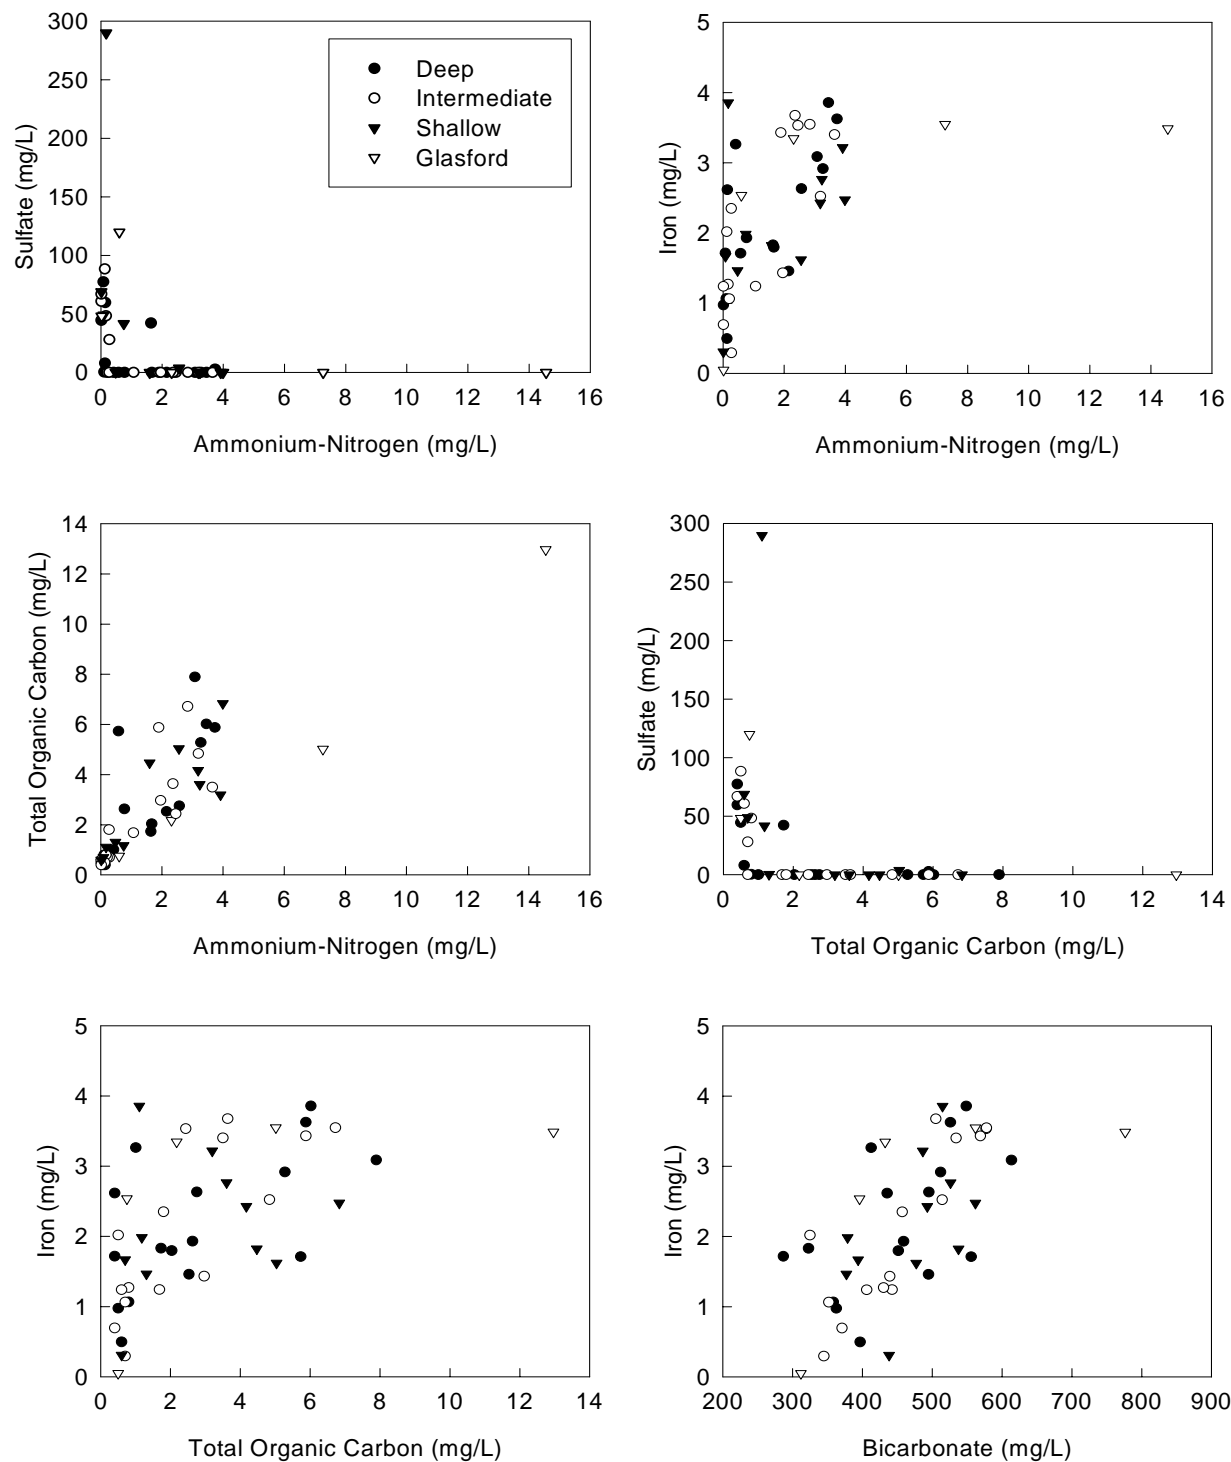 300
250
200
150
100
50
0
Sulfate (mg/L)
Deep
Intermediate
Shallow
Glasford
0 2 4 6 8 10 12 14 16
Ammonium-Nitrogen (mg/L)
5
4
3
2
1
0
Iron (mg/L)
0 2 4 6 8 10 12 14 16
Ammonium-Nitrogen (mg/L)
14
12
10
8
6
4
2
0
Total Organic Carbon (mg/L)
0 2 4 6 8 10 12 14 16
Ammonium-Nitrogen (mg/L)
300
250
200
150
100
50
0
Sulfate (mg/L)
0 2 4 6 8 10 12 14
Total Organic Carbon (mg/L)
5
4
3
2
1
0
Iron (mg/L)
0 2 4 6 8 10 12 14
Total Organic Carbon (mg/L)
5
4
3
2
1
0
Iron (mg/L)
200 300 400 500 600 700 800 900
Bicarbonate (mg/L)